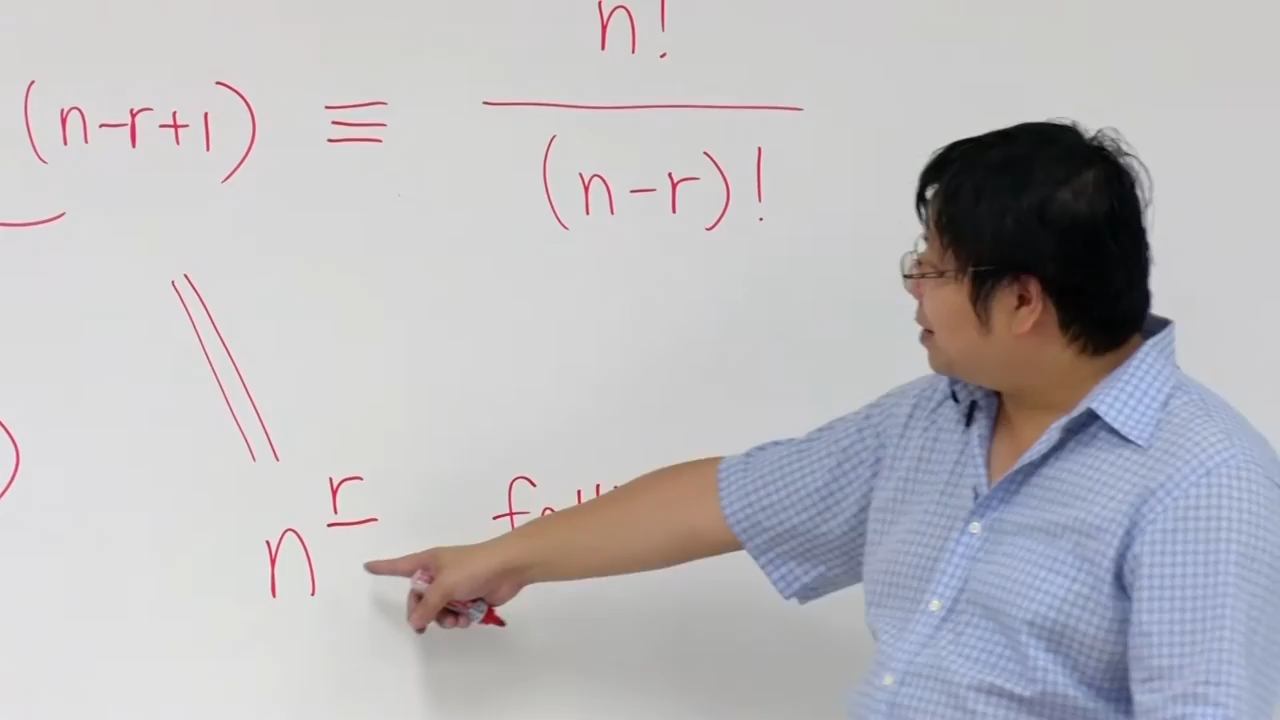 (n-r+1) ≡ n!
(n-r)!
)
n^r